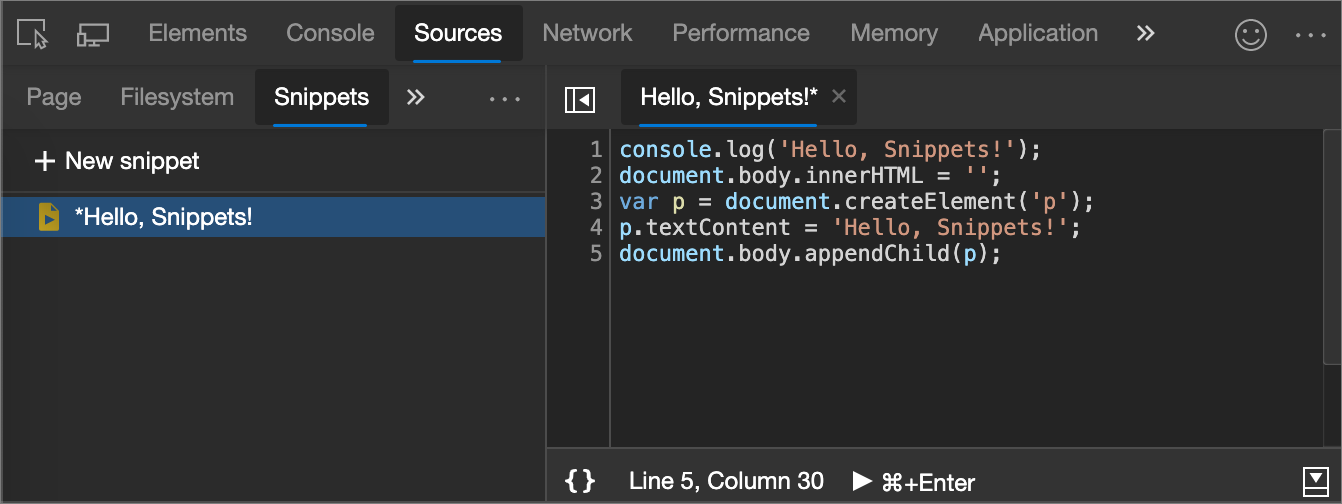 Elements Console Sources Network Performance Memory Application »
Page Filesystem Snippets » Hello, Snippets!* ×
+ New snippet
*Hello, Snippets!
1 console.log('Hello, Snippets!');
2 document.body.innerHTML = '';
3 var p = document.createElement('p');
4 p.textContent = 'Hello, Snippets!';
5 document.body.appendChild(p);
{} Line 5, Column 30 ▶ ⌘+Enter